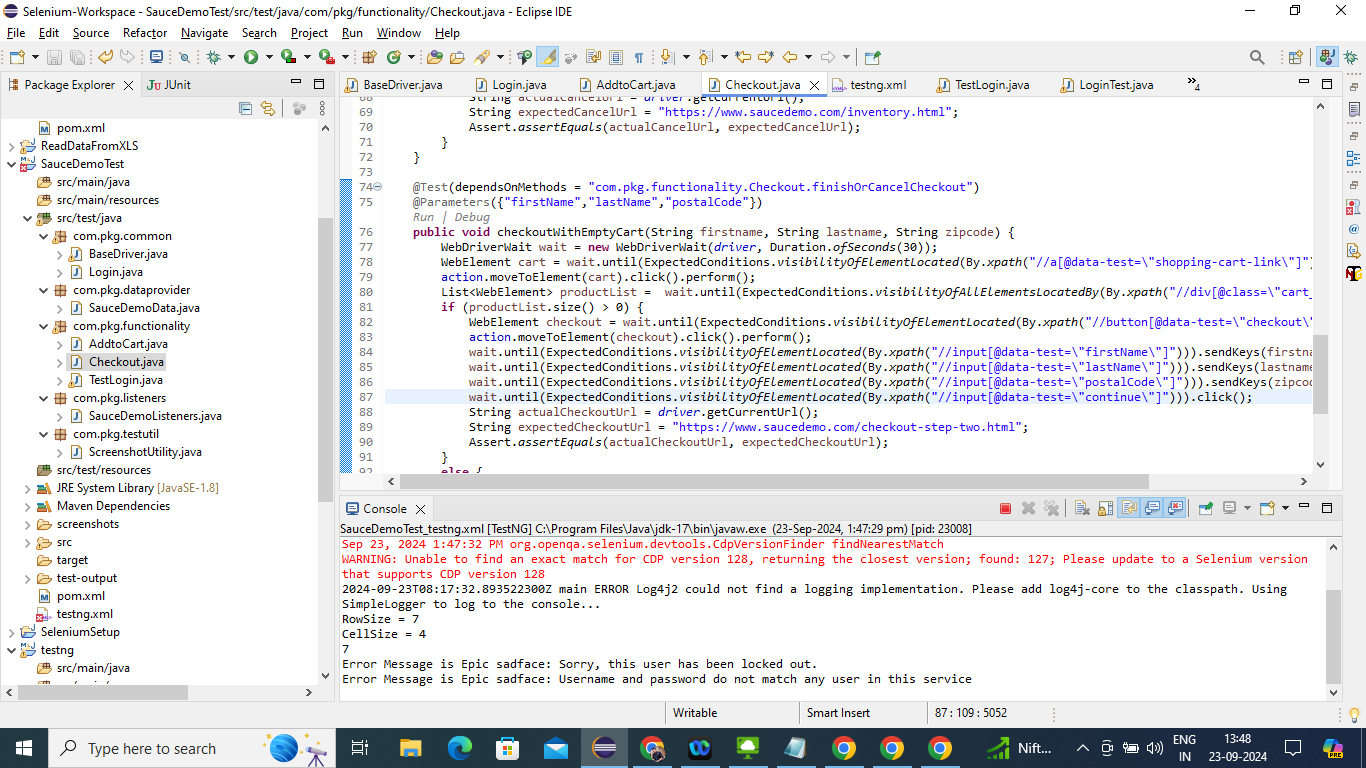 Selenium-Workspace - SauceDemoTest/src/test/java/com/pkg/functionality/Checkout.java - Eclipse IDE
File Edit Source Refactor Navigate Search Project Run Window Help
Package Explorer JUnit
BaseDriver.java Login.java AddtoCart.java Checkout.java testng.xml TestLogin.java LoginTest.java 4
pom.xml
ReadDataFromXLS
SauceDemoTest
src/main/java
src/main/resources
src/test/java
com.pkg.common
BaseDriver.java
Login.java
com.pkg.dataprovider
SauceDemoData.java
com.pkg.functionality
AddtoCart.java
Checkout.java
TestLogin.java
com.pkg.listeners
SauceDemoListeners.java
com.pkg.testutil
ScreenshotUtility.java
src/test/resources
JRE System Library [JavaSE-1.8]
Maven Dependencies
screenshots
src
target
test-output
pom.xml
testng.xml
SeleniumSetup
testng
src/main/java
68 String actualCancelUrl = driver.getCurrentUrl();
69 String expectedCancelUrl = "https://www.saucedemo.com/inventory.html";
70 Assert.assertEquals(actualCancelUrl, expectedCancelUrl);
71 }
72 }
73
74 @Test(dependsOnMethods = "com.pkg.functionality.Checkout.finishOrCancelCheckout")
75 @Parameters({"firstName","lastName","postalCode"})
Run | Debug
76 public void checkoutWithEmptyCart(String firstname, String lastname, String zipcode) {
77 WebDriverWait wait = new WebDriverWait(driver, Duration.ofSeconds(30));
78 WebElement cart = wait.until(ExpectedConditions.visibilityOfElementLocated(By.xpath("//a[@data-test=\"shopping-cart-link\"]")
79 action.moveToElement(cart).click().perform();
80 List<WebElement> productList = wait.until(ExpectedConditions.visibilityOfAllElementsLocatedBy(By.xpath("//div[@class=\"cart_
81 if (productList.size() > 0) {
82 WebElement checkout = wait.until(ExpectedConditions.visibilityOfElementLocated(By.xpath("//button[@data-test=\"checkout\
83 action.moveToElement(checkout).click().perform();
84 wait.until(ExpectedConditions.visibilityOfElementLocated(By.xpath("//input[@data-test=\"firstName\"]"))).sendKeys(firstna
85 wait.until(ExpectedConditions.visibilityOfElementLocated(By.xpath("//input[@data-test=\"lastName\"]"))).sendKeys(lastname
86 wait.until(ExpectedConditions.visibilityOfElementLocated(By.xpath("//input[@data-test=\"postalCode\"]"))).sendKeys(zipcod
87 wait.until(ExpectedConditions.visibilityOfElementLocated(By.xpath("//input[@data-test=\"continue\"]"))).click();
88 String actualCheckoutUrl = driver.getCurrentUrl();
89 String expectedCheckoutUrl = "https://www.saucedemo.com/checkout-step-two.html";
90 Assert.assertEquals(actualCheckoutUrl, expectedCheckoutUrl);
91 }
92 else {
Console
SauceDemoTest_testng.xml [TestNG] C:\Program Files\Java\jdk-17\bin\javaw.exe (23-Sep-2024, 1:47:29 pm) [pid: 23008]
Sep 23, 2024 1:47:32 PM org.openqa.selenium.devtools.CdpVersionFinder findNearestMatch
WARNING: Unable to find an exact match for CDP version 128, returning the closest version; found: 127; Please update to a Selenium version
that supports CDP version 128
2024-09-23T08:17:32.893522300Z main ERROR Log4j2 could not find a logging implementation. Please add log4j-core to the classpath. Using
SimpleLogger to log to the console...
RowSize = 7
CellSize = 4
7
Error Message is Epic sadface: Sorry, this user has been locked out.
Error Message is Epic sadface: Username and password do not match any user in this service
Writable Smart Insert 87 : 109 : 5052
Type here to search Nift... ENG 13:48
IN 23-09-2024